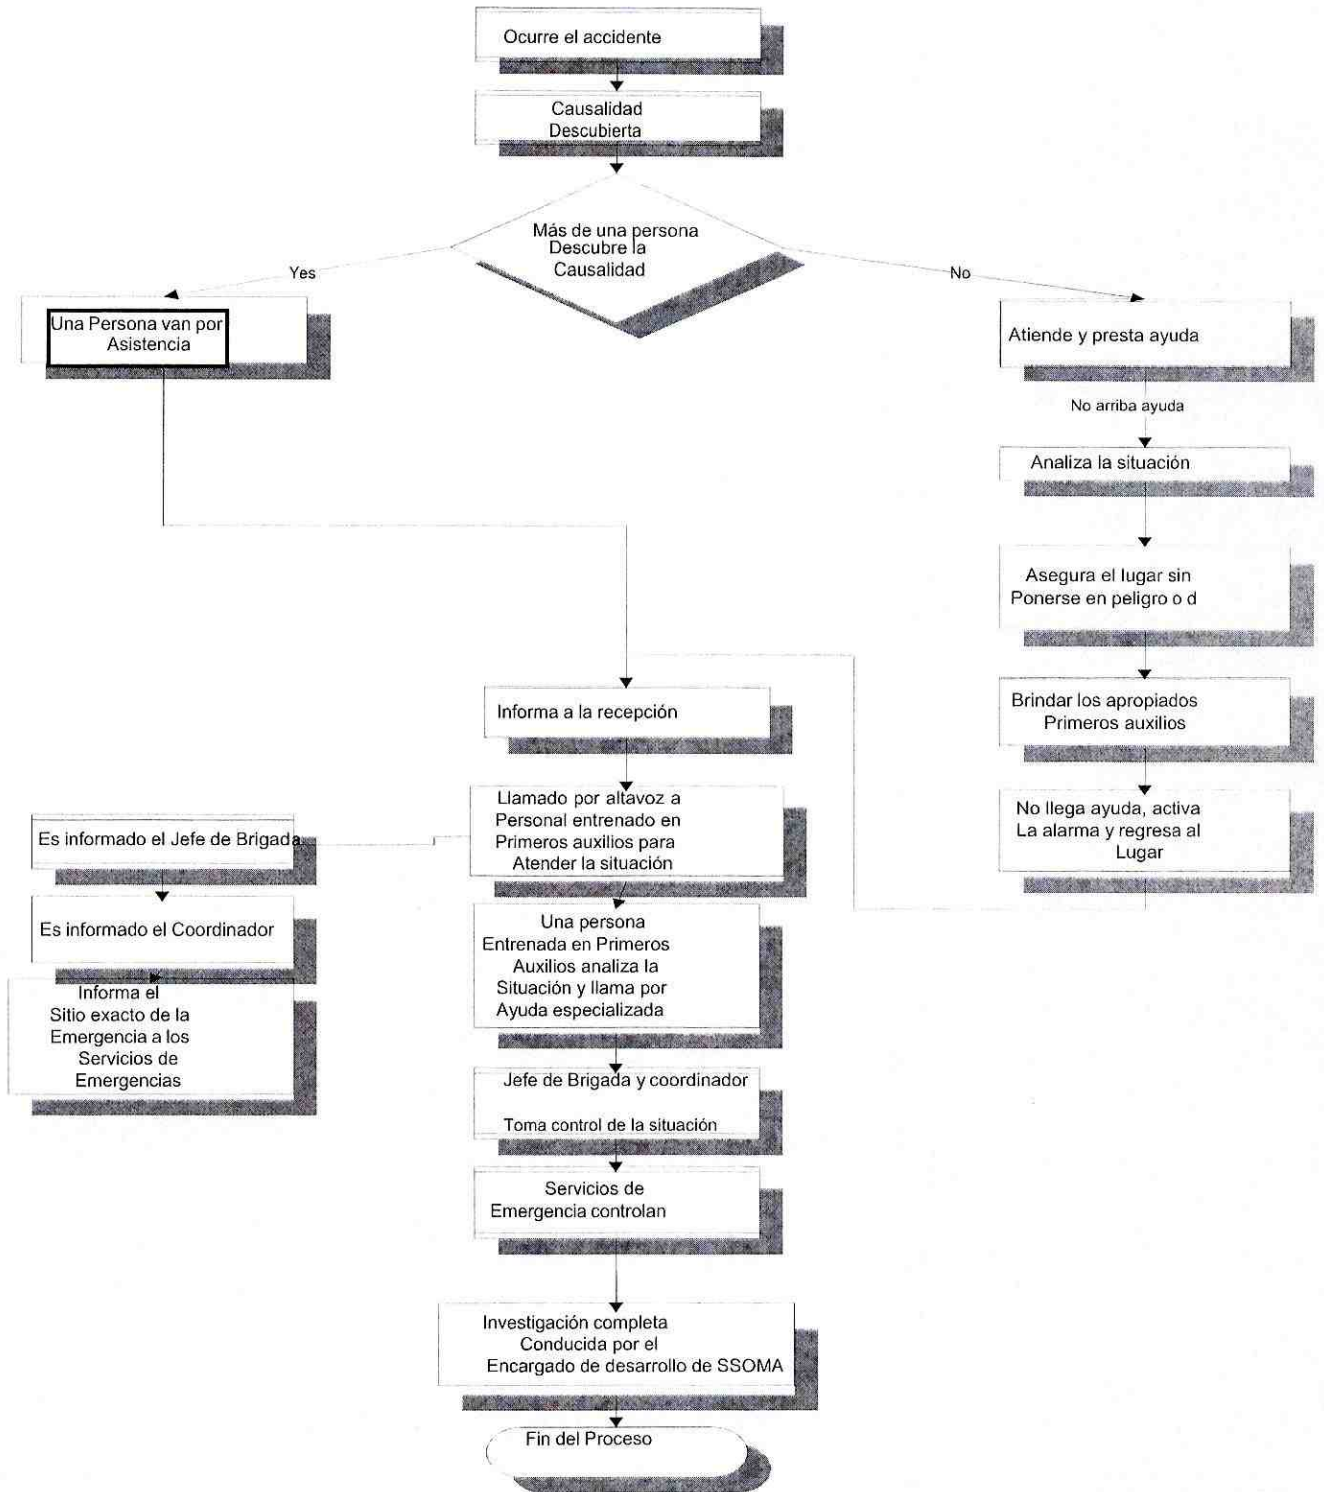 Ocurre el accidente
Causalidad
Descubierta
Más de una persona
Descubre la
Causalidad
Yes
No
Una Persona van por
Asistencia
Atiende y presta ayuda
No arriba ayuda
Analiza la situación
Asegura el lugar sin
Ponerse en peligro o d
Brindar los apropiados
Primeros auxilios
No llega ayuda, activa
La alarma y regresa al
Lugar
Informa a la recepción
Llamado por altavoz a
Personal entrenado en
Primeros auxilios para
Atender la situación
Es informado el Jefe de Brigada
Es informado el Coordinador
Informa el
Sitio exacto de la
Emergencia a los
Servicios de
Emergencias
Una persona
Entrenada en Primeros
Auxilios analiza la
Situación y llama por
Ayuda especializada
Jefe de Brigada y coordinador
Toma control de la situación
Servicios de
Emergencia controlan
Investigación completa
Conducida por el
Encargado de desarrollo de SSOMA
Fin del Proceso